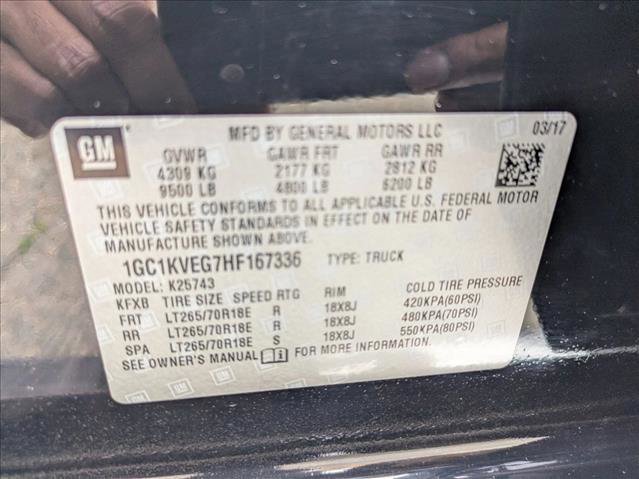 GM
MFD BY GENERAL MOTORS LLC 03/17
GVWR GAWR FRT GAWR RR
4309 KG 2177 KG 2812 KG
9500 LB 4800 LB 6200 LB
THIS VEHICLE CONFORMS TO ALL APPLICABLE U.S. FEDERAL MOTOR
VEHICLE SAFETY STANDARDS IN EFFECT ON THE DATE OF
MANUFACTURE SHOWN ABOVE.
1GC1KVEG7HF167336 TYPE: TRUCK
MODEL: K25743
KFXB TIRE SIZE SPEED RTG RIM COLD TIRE PRESSURE
FRT LT265/70R18E R 18X8J 420KPA(60PSI)
RR LT265/70R18E R 18X8J 480KPA(70PSI)
SPA LT265/70R18E S 18X8J 550KPA(80PSI)
SEE OWNER'S MANUAL FOR MORE INFORMATION.